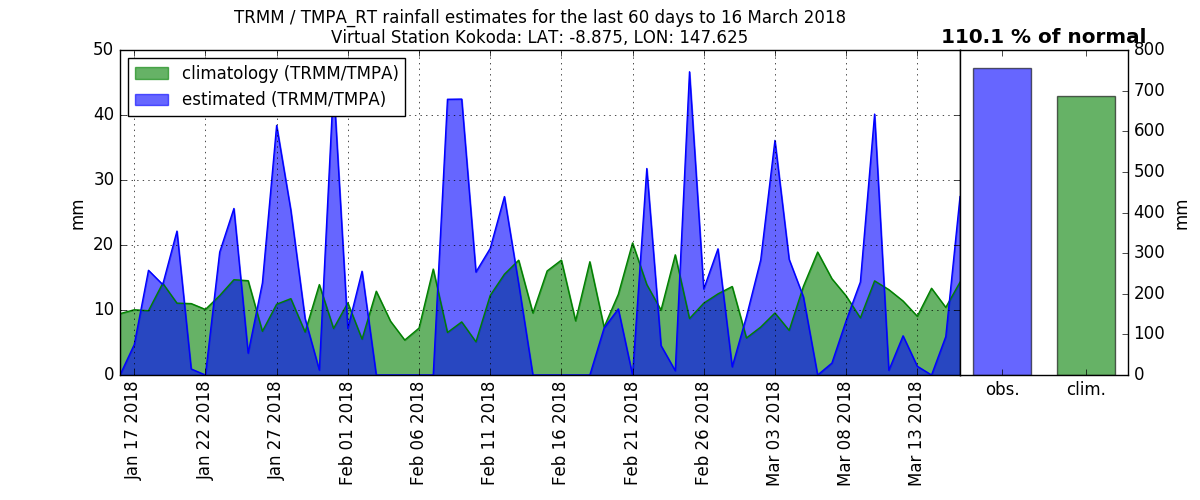 TRMM / TMPA_RT rainfall estimates for the last 60 days to 16 March 2018
Virtual Station Kokoda: LAT: -8.875, LON: 147.625
110.1 % of normal
climatology (TRMM/TMPA)
estimated (TRMM/TMPA)
mm
50
40
30
20
10
0
Jan 17 2018
Jan 22 2018
Jan 27 2018
Feb 01 2018
Feb 06 2018
Feb 11 2018
Feb 16 2018
Feb 21 2018
Feb 26 2018
Mar 03 2018
Mar 08 2018
Mar 13 2018
obs.
clim.
800
700
600
500
400
300
200
100
0
mm